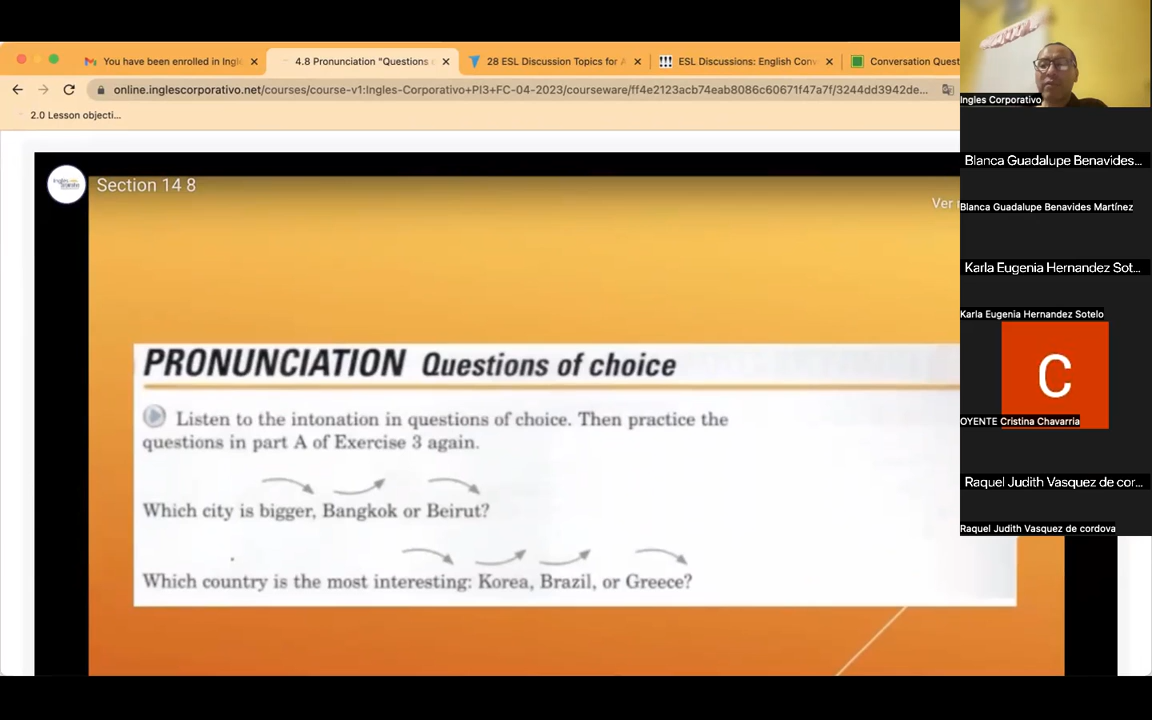 You have been enrolled in Ingl
4.8 Pronunciation "Questions
28 ESL Discussion Topics for A
ESL Discussions: English Conv
Conversation Quest
online.inglescorporativo.net/courses/course-v1:Ingles-Corporativo+PI3+FC-04-2023/courseware/ff4e2123acb74eab8086c60671f47a7f/3244dd3942de...
2.0 Lesson objecti...
Section 14 8
Ver
PRONUNCIATION Questions of choice
Listen to the intonation in questions of choice. Then practice the
questions in part A of Exercise 3 again.
Which city is bigger, Bangkok or Beirut?
Which country is the most interesting: Korea, Brazil, or Greece?
Ingles Corporativo
Blanca Guadalupe Benavides...
Blanca Guadalupe Benavides Martínez
Karla Eugenia Hernandez Sot...
Karla Eugenia Hernandez Sotelo
C
OYENTE Cristina Chavarria
Raquel Judith Vasquez de cor...
Raquel Judith Vasquez de cordova